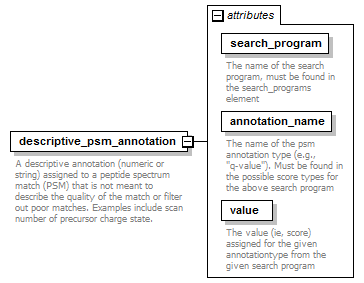 attributes
search_program
The name of the search
program, must be found in
the search_programs
element
annotation_name
The name of the psm
annotation type (e.g.,
"q-value"). Must be found in
the possible score types for
the above search program
descriptive_psm_annotation
A descriptive annotation (numeric or
string) assigned to a peptide spectrum
match (PSM) that is not meant to
describe the quality of the match or filter
out poor matches. Examples include scan
number of precursor charge state.
value
The value (ie, score)
assigned for the given
annotationtype from the
given search program